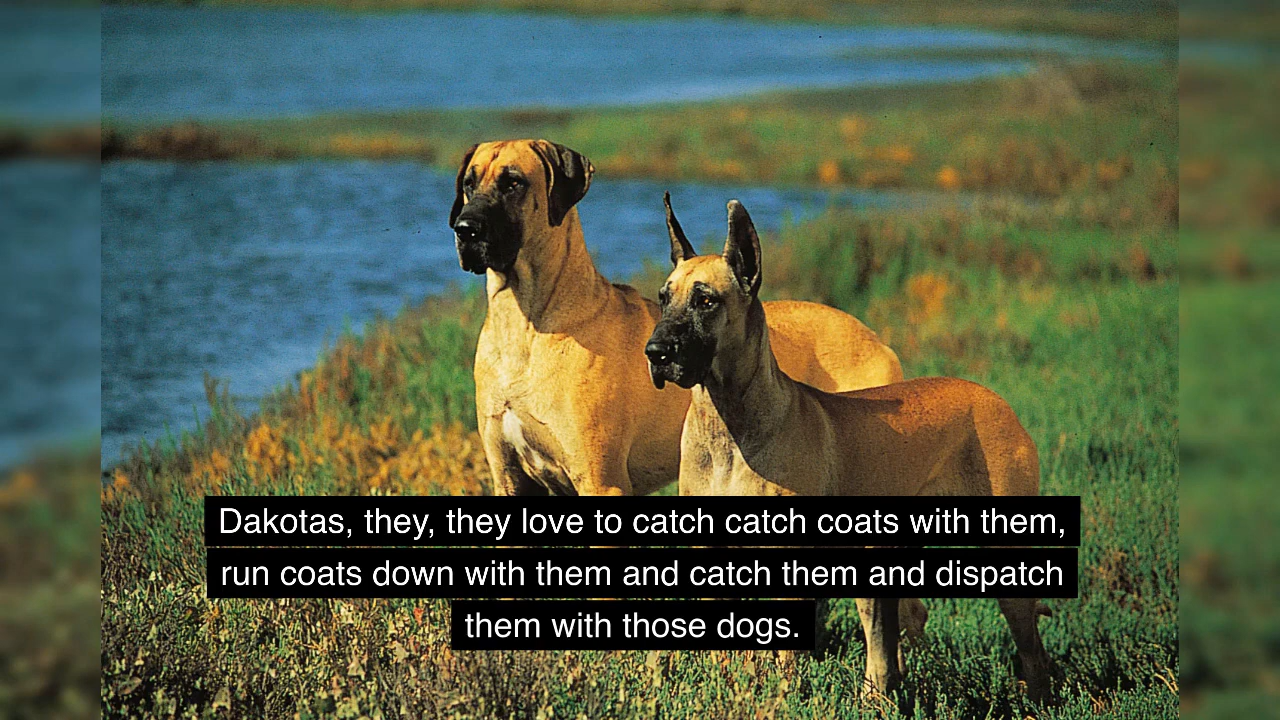 Dakotas, they, they love to catch catch coats with them,
run coats down with them and catch them and dispatch
them with those dogs.